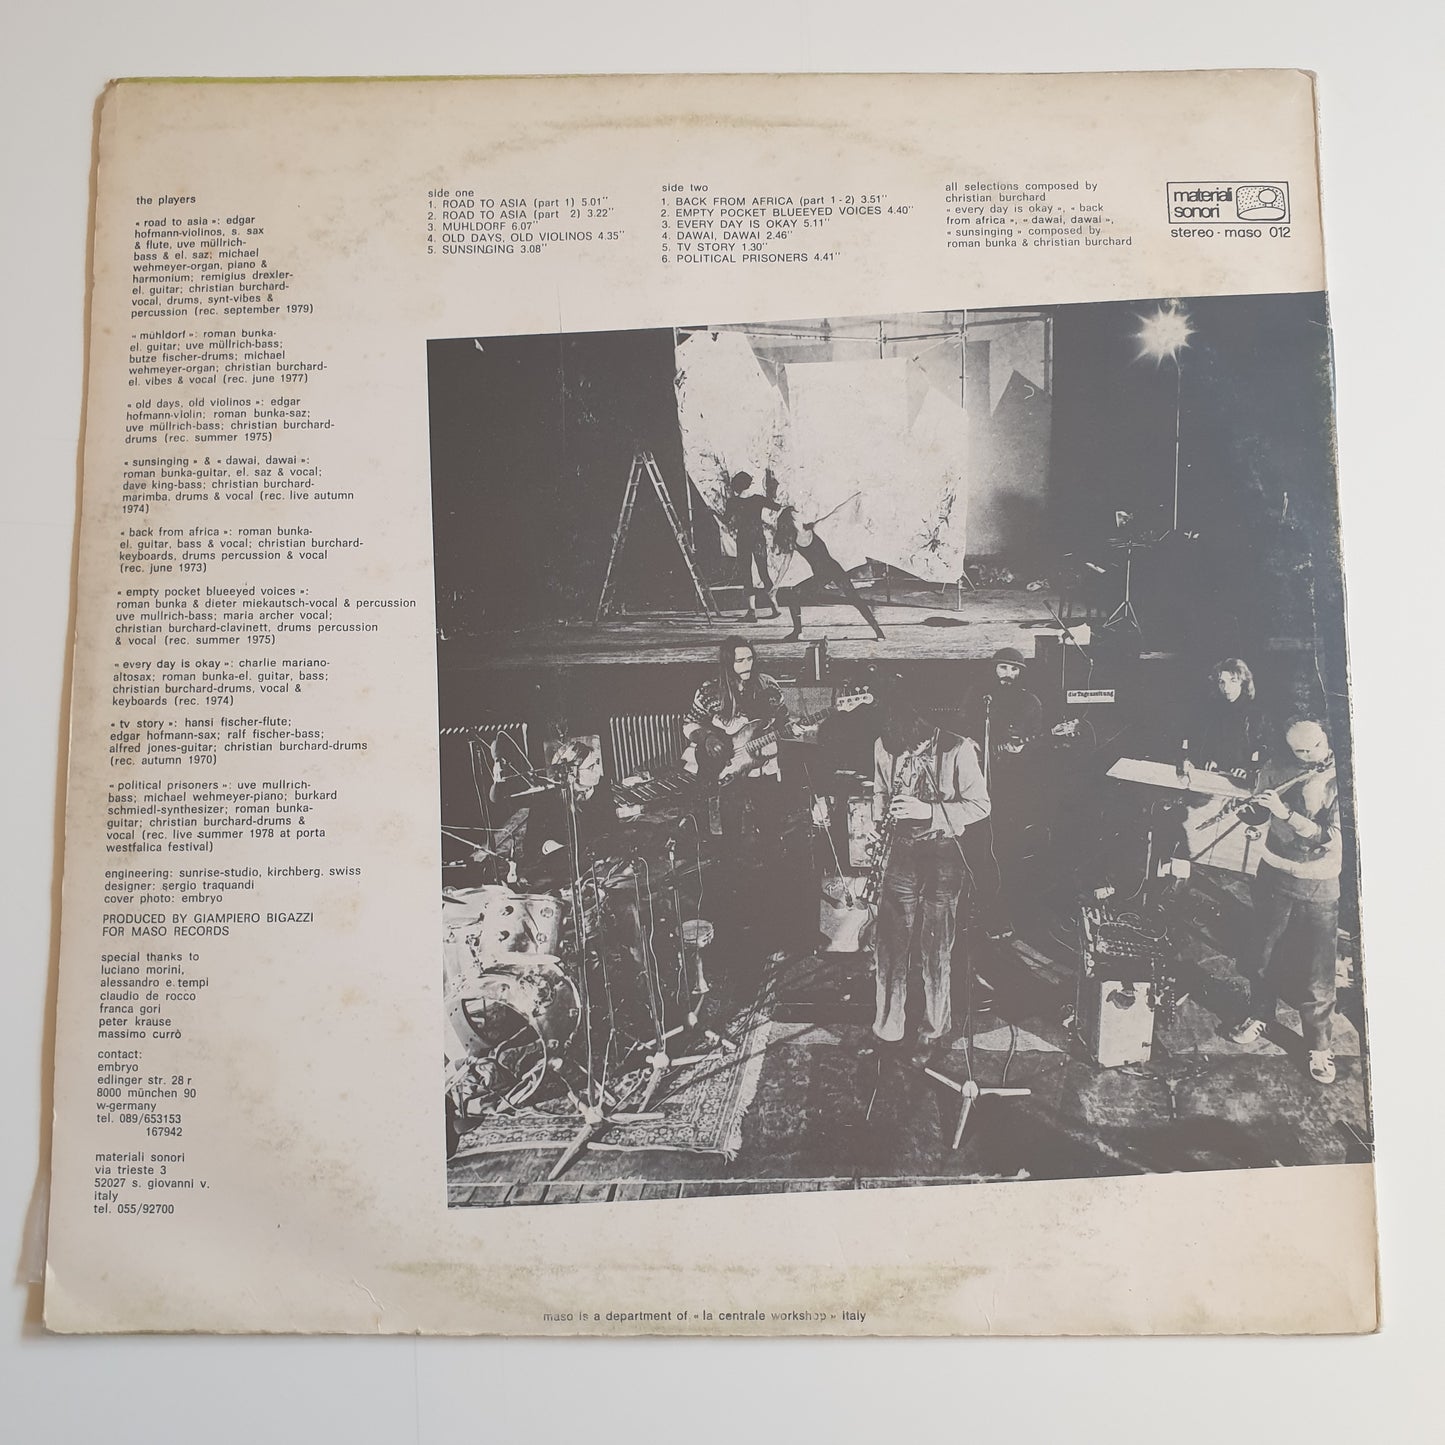 the players
« road to asia »: edgar
hofmann-violinos, s. sax
& flute, uve müllrich-
bass & el. saz; michael
wehmeyer-organ, piano &
harmonium; remigius drexler-
el. guitar; christian burchard-
vocal, drums, synt-vibes &
percussion (rec. september 1979)
« mühldorf »: roman bunka-
el. guitar; uve müllrich-bass;
butze fischer-drums; michael
wehmeyer-organ; christian burchard-
el. vibes & vocal (rec. june 1977)
« old days, old violinos »: edgar
hofmann-violin; roman bunka-saz;
uve müllrich-bass; christian burchard-
drums (rec. summer 1975)
« sunsinging » & « dawai, dawai »:
roman bunka-guitar, el. saz & vocal;
dave king-bass; christian burchard-
marimba, drums & vocal (rec. live autumn
1974)
« back from africa »: roman bunka-
el. guitar, bass & vocal; christian burchard-
keyboards, drums percussion & vocal
(rec. june 1973)
« empty pocket blueeyed voices »:
roman bunka & dieter miekautsch-vocal & percussion
uve mullrich-bass; maria archer vocal;
christian burchard-clavinett, drums percussion
& vocal (rec. summer 1975)
« every day is okay »: charlie mariano-
altosax; roman bunka-el. guitar, bass;
christian burchard-drums, vocal &
keyboards (rec. 1974)
« tv story »: hansi fischer-flute;
edgar hofmann-sax; ralf fischer-bass;
alfred jones-guitar; christian burchard-drums
(rec. autumn 1970)
« political prisoners »: uve mullrich-
bass; michael wehmeyer-piano; burkard
schmiedl-synthesizer; roman bunka-
guitar; christian burchard-drums &
vocal (rec. live summer 1978 at porta
westfalica festival)
engineering: sunrise-studio, kirchberg. swiss
designer: sergio traquandi
cover photo: embryo
PRODUCED BY GIAMPIERO BIGAZZI
FOR MASO RECORDS
special thanks to
luciano morini,
alessandro e. tempi
claudio de rocco
franca gori
peter krause
massimo currò
contact:
embryo
edlinger str. 28 r
8000 münchen 90
w-germany
tel. 089/653153
167942
materiali sonori
via trieste 3
52027 s. giovanni v.
italy
tel. 055/92700
side one
1. ROAD TO ASIA (part 1) 5.01''
2. ROAD TO ASIA (part 2) 3.22''
3. MUHLDORF 6.07''
4. OLD DAYS, OLD VIOLINOS 4.35''
5. SUNSINGING 3.08''
side two
1. BACK FROM AFRICA (part 1 - 2) 3.51''
2. EMPTY POCKET BLUEEYED VOICES 4.40''
3. EVERY DAY IS OKAY 5.11''
4. DAWAI, DAWAI 2.46''
5. TV STORY 1.30''
6. POLITICAL PRISONERS 4.41''
all selections composed by
christian burchard
« every day is okay », « back
from africa », « dawai, dawai »,
« sunsinging » composed by
roman bunka & christian burchard
materiali
sonori
stereo - maso 012
die Tageszeitung
maso is a department of « la centrale workshop » italy